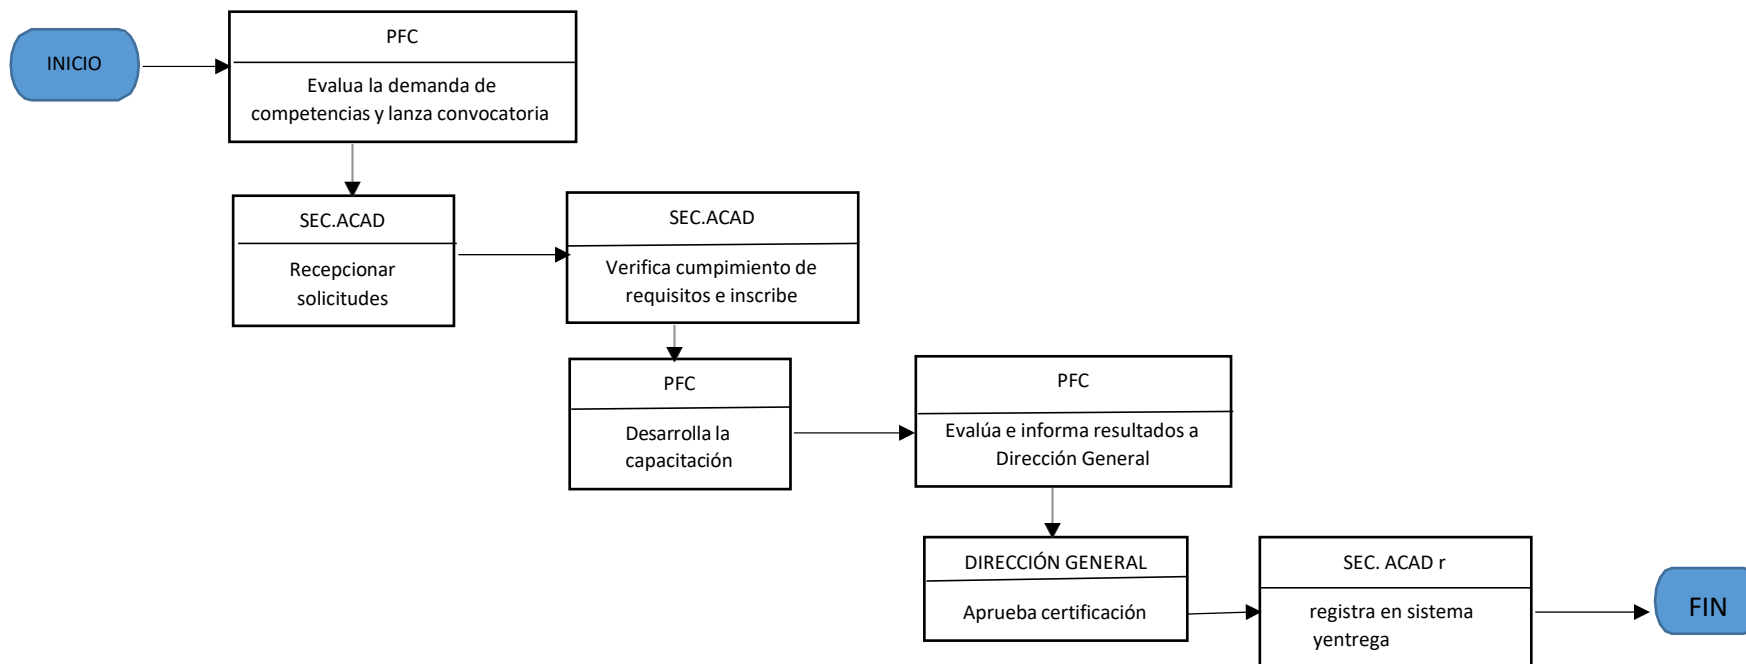 INICIO
PFC
Evalua la demanda de
competencias y lanza convocatoria
SEC.ACAD
Recepcionar
solicitudes
SEC.ACAD
Verifica cumpimiento de
requisitos e inscribe
PFC
Desarrolla la
capacitación
PFC
Evalúa e informa resultados a
Dirección General
DIRECCIÓN GENERAL
Aprueba certificación
SEC. ACAD r
registra en sistema
yentrega
FIN